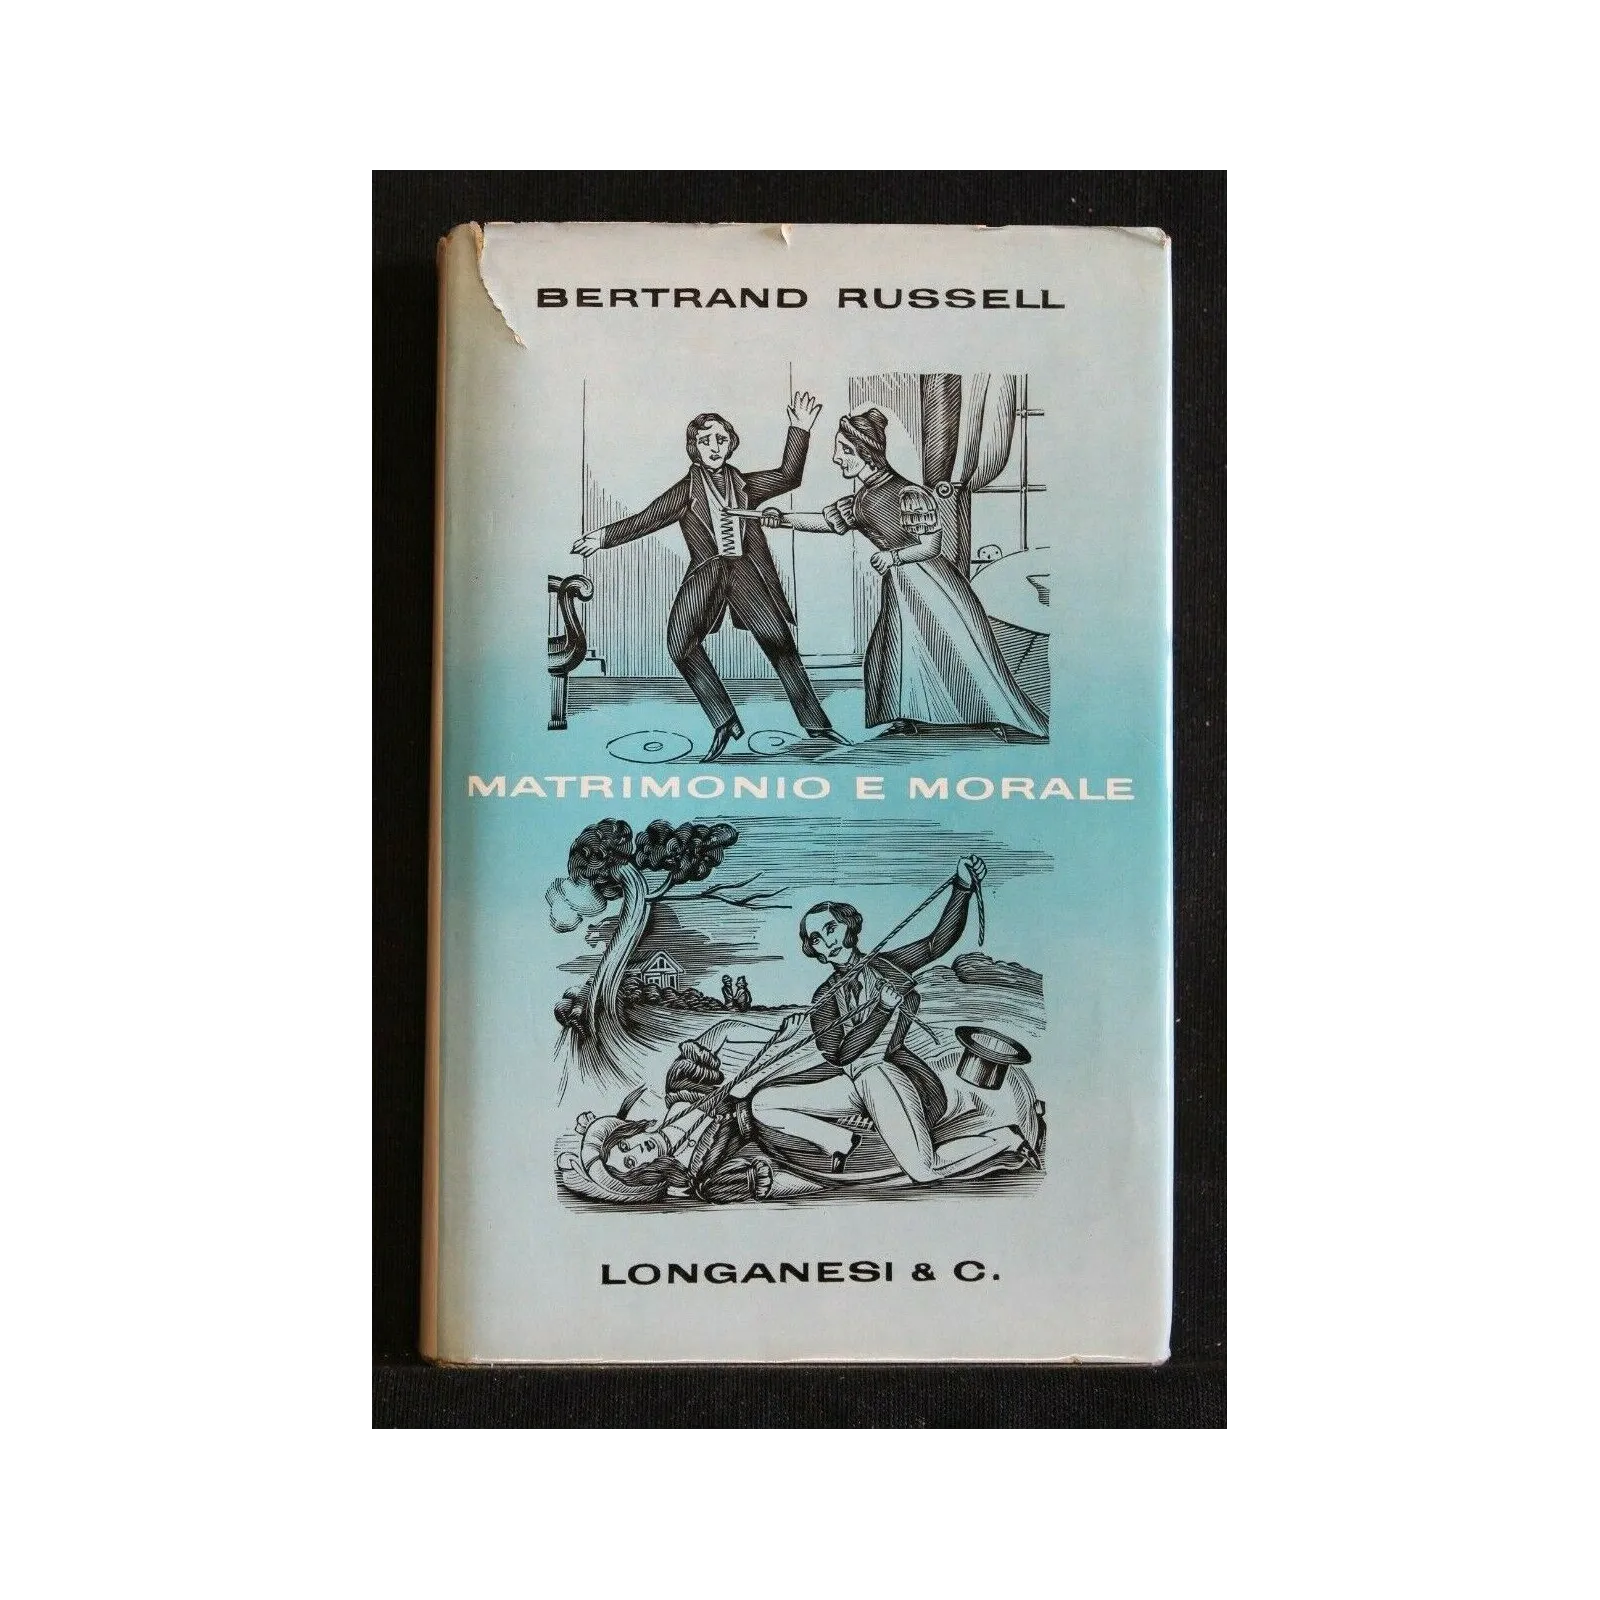 BERTRAND RUSSELL
MATRIMONIO E MORALE
LONGANESI & C.